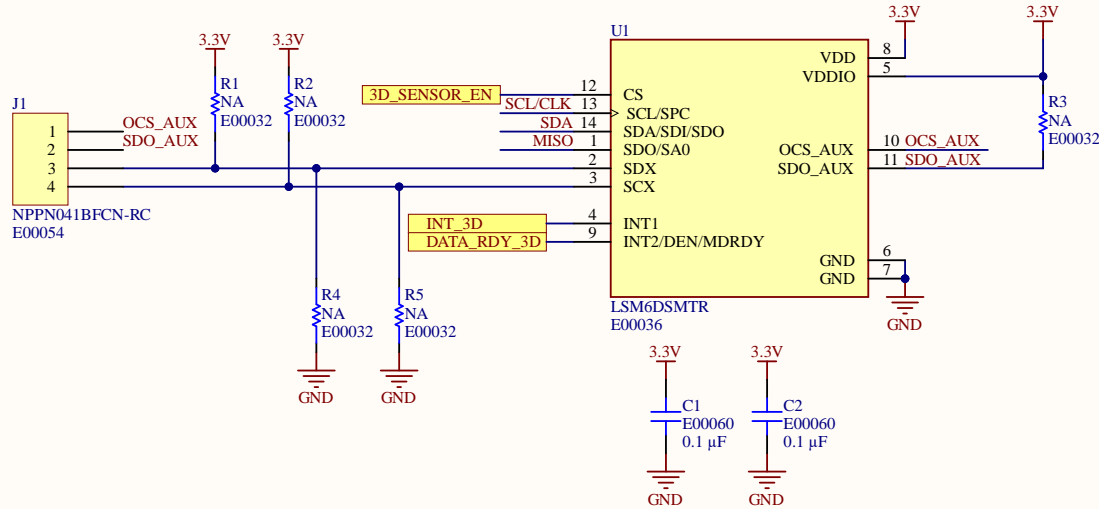 J1
1
2
3
4
NPPN041BFCN-RC
E00054
OCS_AUX
SDO_AUX
3.3V
R1
NA
E00032
3.3V
R2
NA
E00032
R4
NA
E00032
GND
R5
NA
E00032
GND
3D_SENSOR_EN
SCL/CLK
SDA
MISO
INT_3D
DATA_RDY_3D
12
13
14
1
2
3
4
9
U1
CS
SCL/SPC
SDA/SDI/SDO
SDO/SA0
SDX
SCX
INT1
INT2/DEN/MDRDY
VDD
VDDIO
OCS_AUX
SDO_AUX
GND
GND
LSM6DSMTR
E00036
8
5
10 OCS_AUX
11 SDO_AUX
6
7
3.3V
GND
3.3V
R3
NA
E00032
3.3V
C1
E00060
0.1 µF
GND
3.3V
C2
E00060
0.1 µF
GND